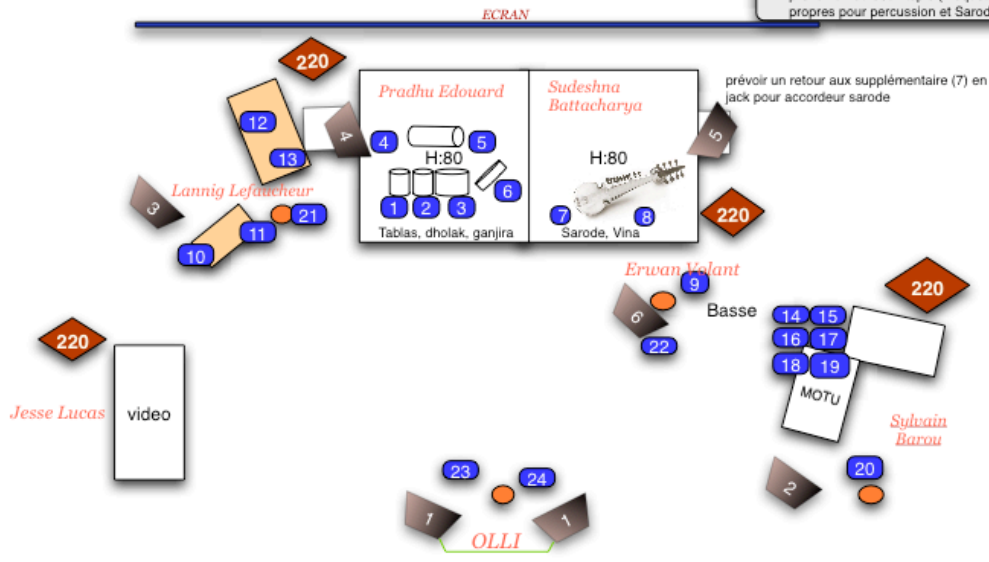 ECRAN
propres pour percussion et Sarod
220
prévoir un retour aux supplémentaire (7) en
jack pour accordeur sarode
Pradhu Edouard
Sudeshna
Battacharya
12
13
4
4
5
H:80
6
1
2
3
Tablas, dholak, ganjira
H:80
7
8
Sarode, Vina
5
220
Lannig Lefaucheur
3
21
11
10
Erwan Volant
9
6
22
Basse
220
14
15
16
17
18
19
MOTU
220
Jesse Lucas
video
Sylvain
Barou
20
2
23
24
1
1
OLLI